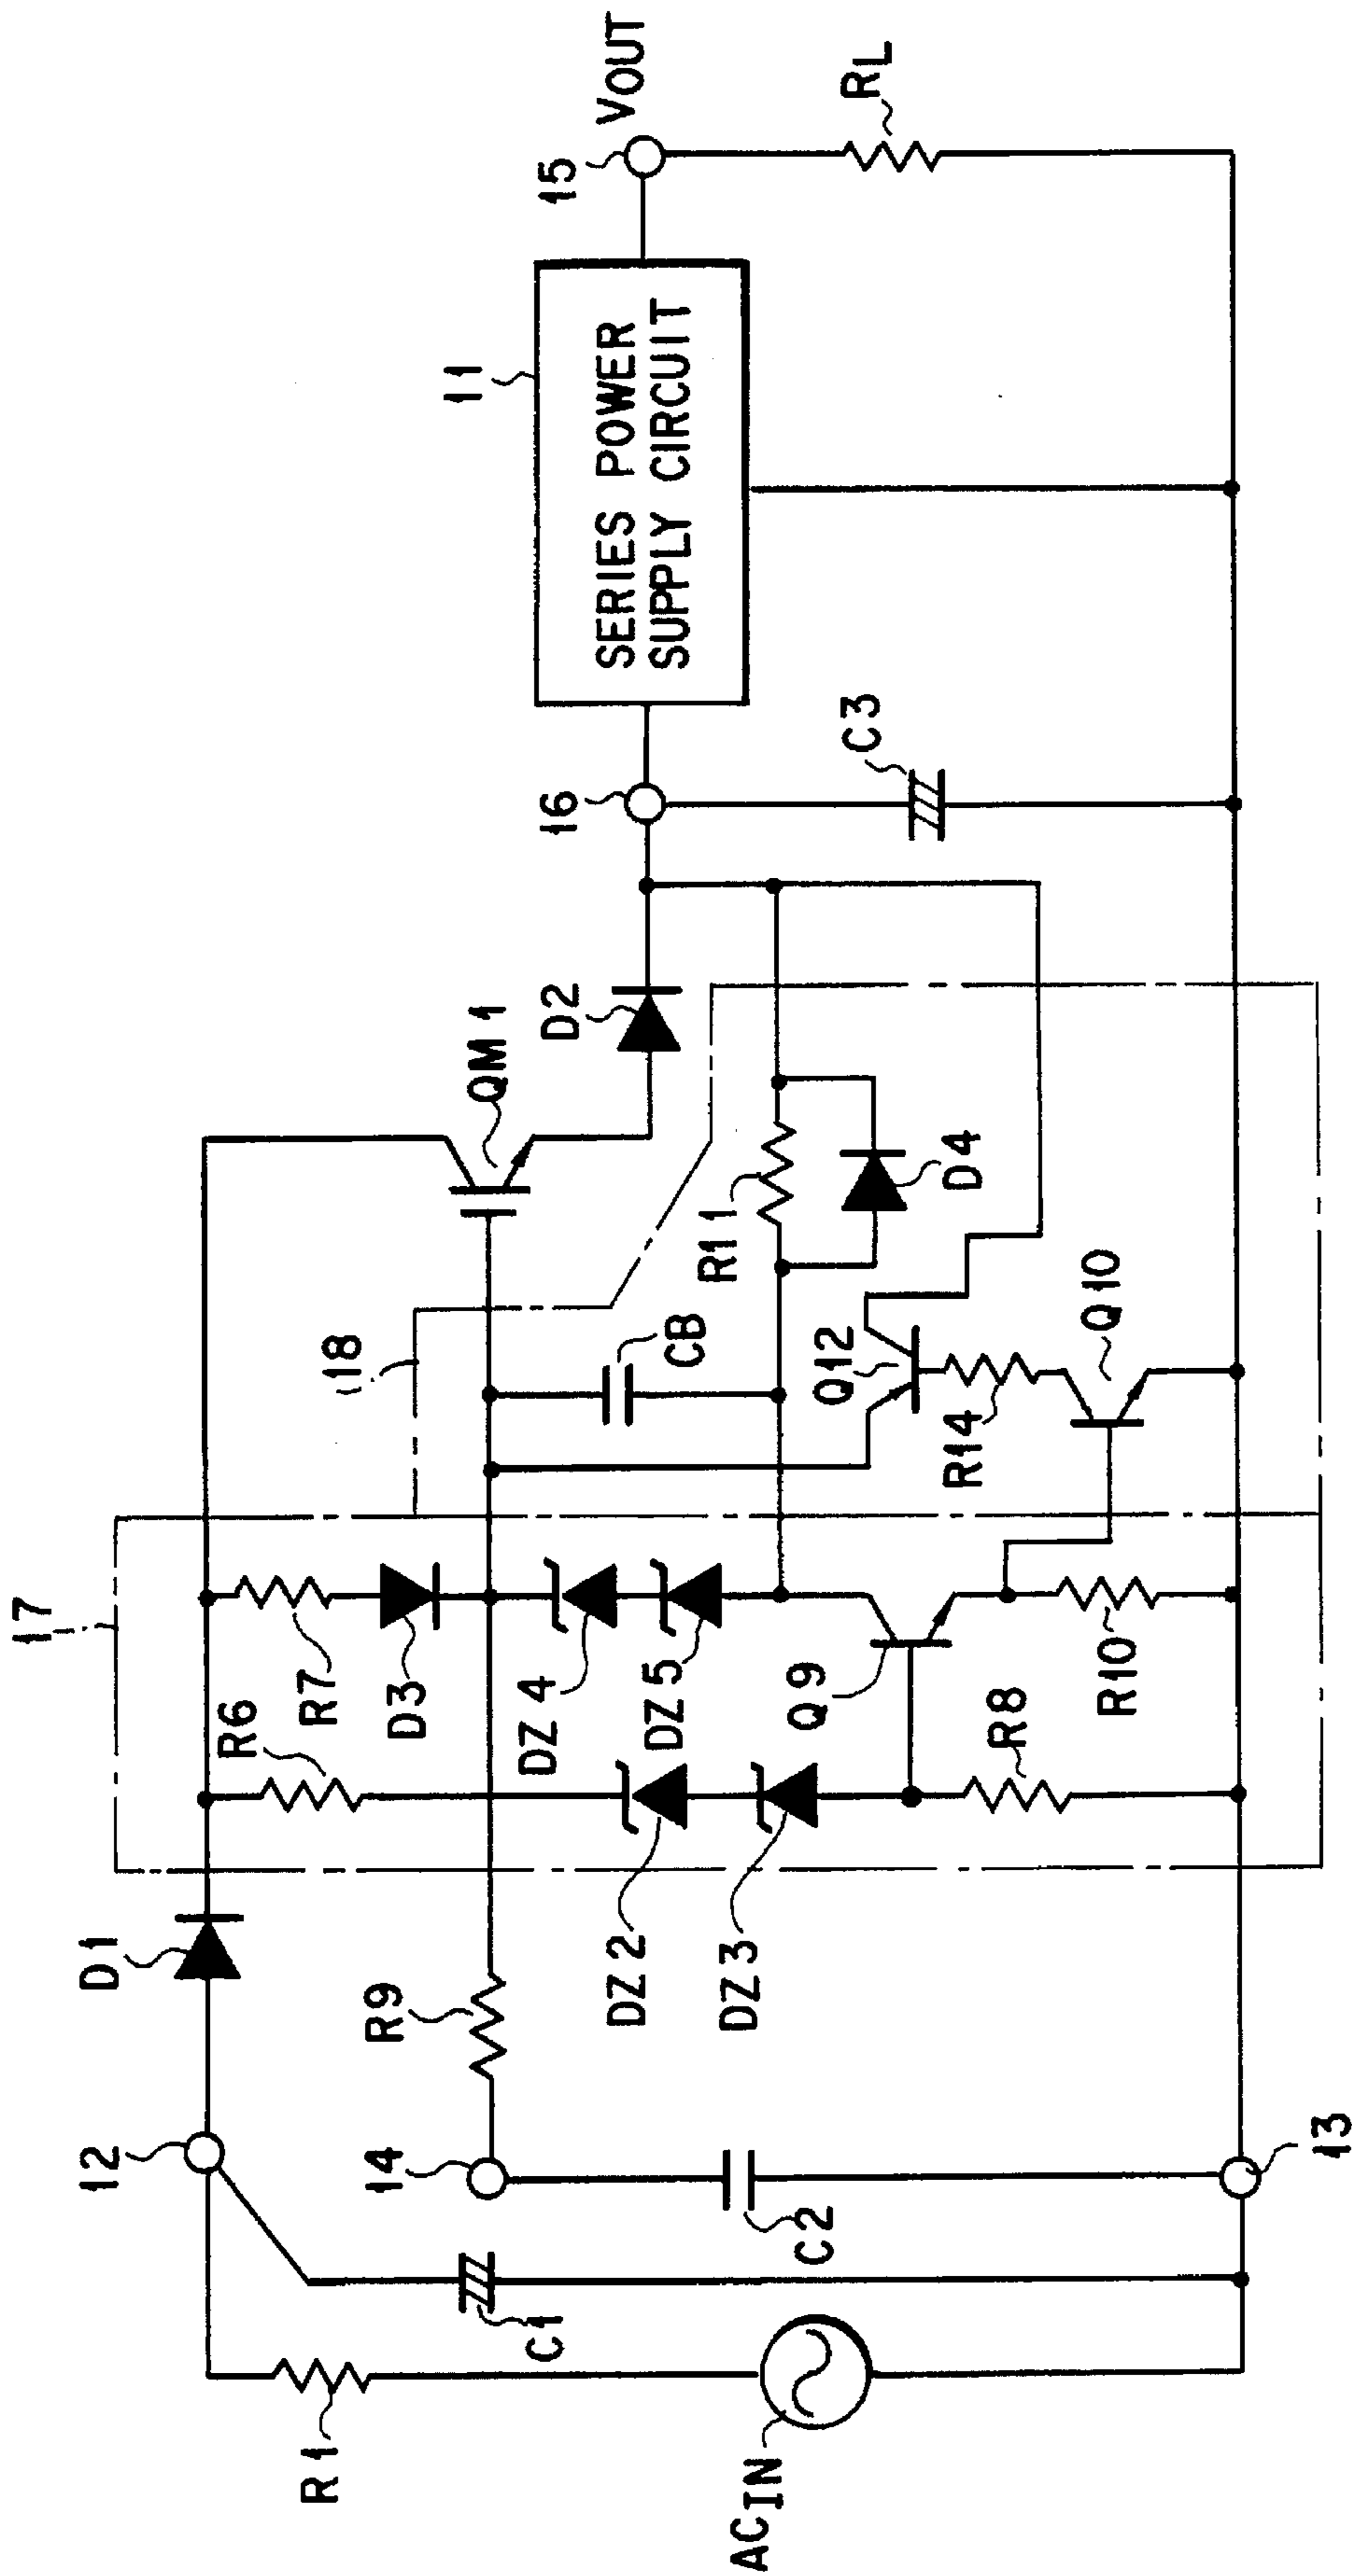 17
18
D1
12
R1
R6
R7
D3
QM1
11
SERIES POWER
SUPPLY CIRCUIT
15
VOUT
16
D2
14
R9
C1
DZ4
DZ5
CB
R11
D4
RL
C3
ACIN
C2
DZ2
DZ3
Q9
R8
R10
Q12
R14
Q10
13